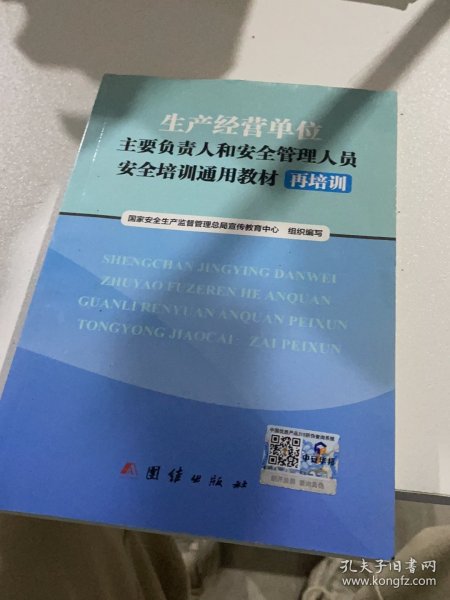 生产经营单位
主要负责人和安全管理人员
安全培训通用教材 再培训
国家安全生产监督管理总局宣传教育中心 组织编写
SHENGCHAN JINGYING DANWEI
ZHUYAO FUZEREN HE ANQUAN
GUANLI RENYUAN ANQUAN PEIXUN
TONGYONG JIAOCAI· ZAI PEIXUN
中安华邦
团结出版社
孔夫子旧书网
www.kongfz.com